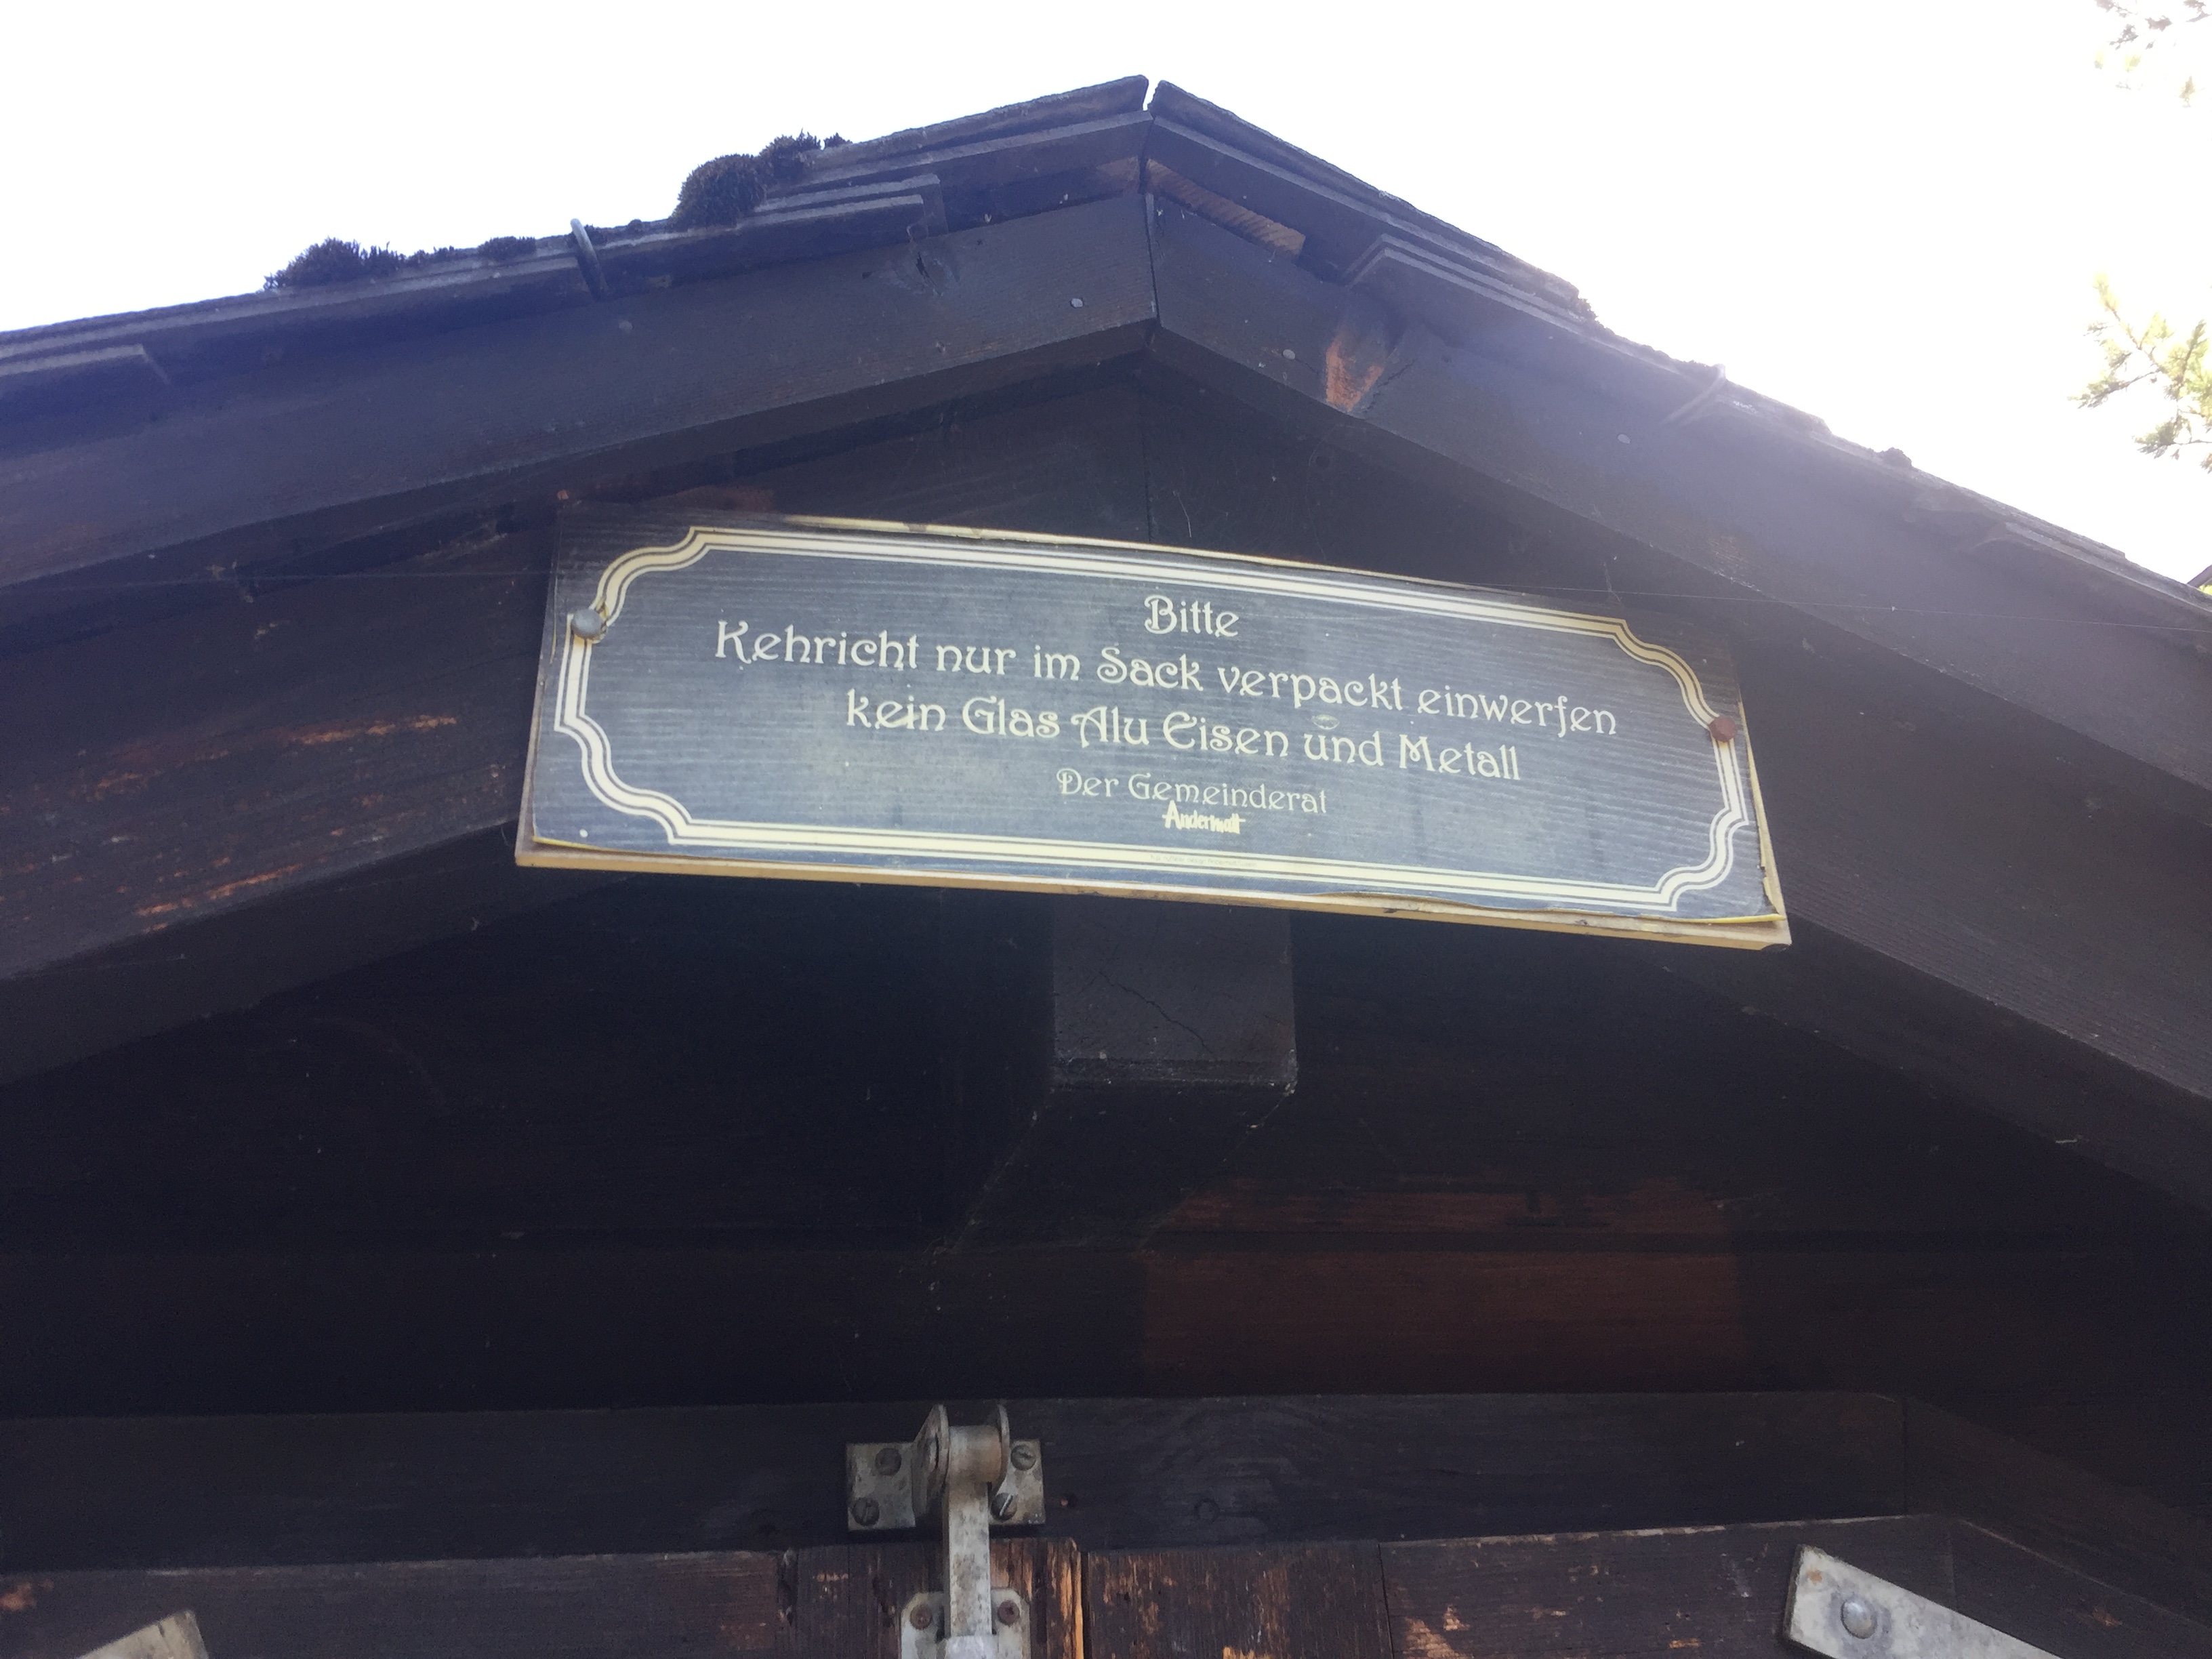 Bitte
Kehricht nur im Sack verpackt einwerfen
kein Glas Alu Eisen und Metall
Der Gemeinderat
Andermatt